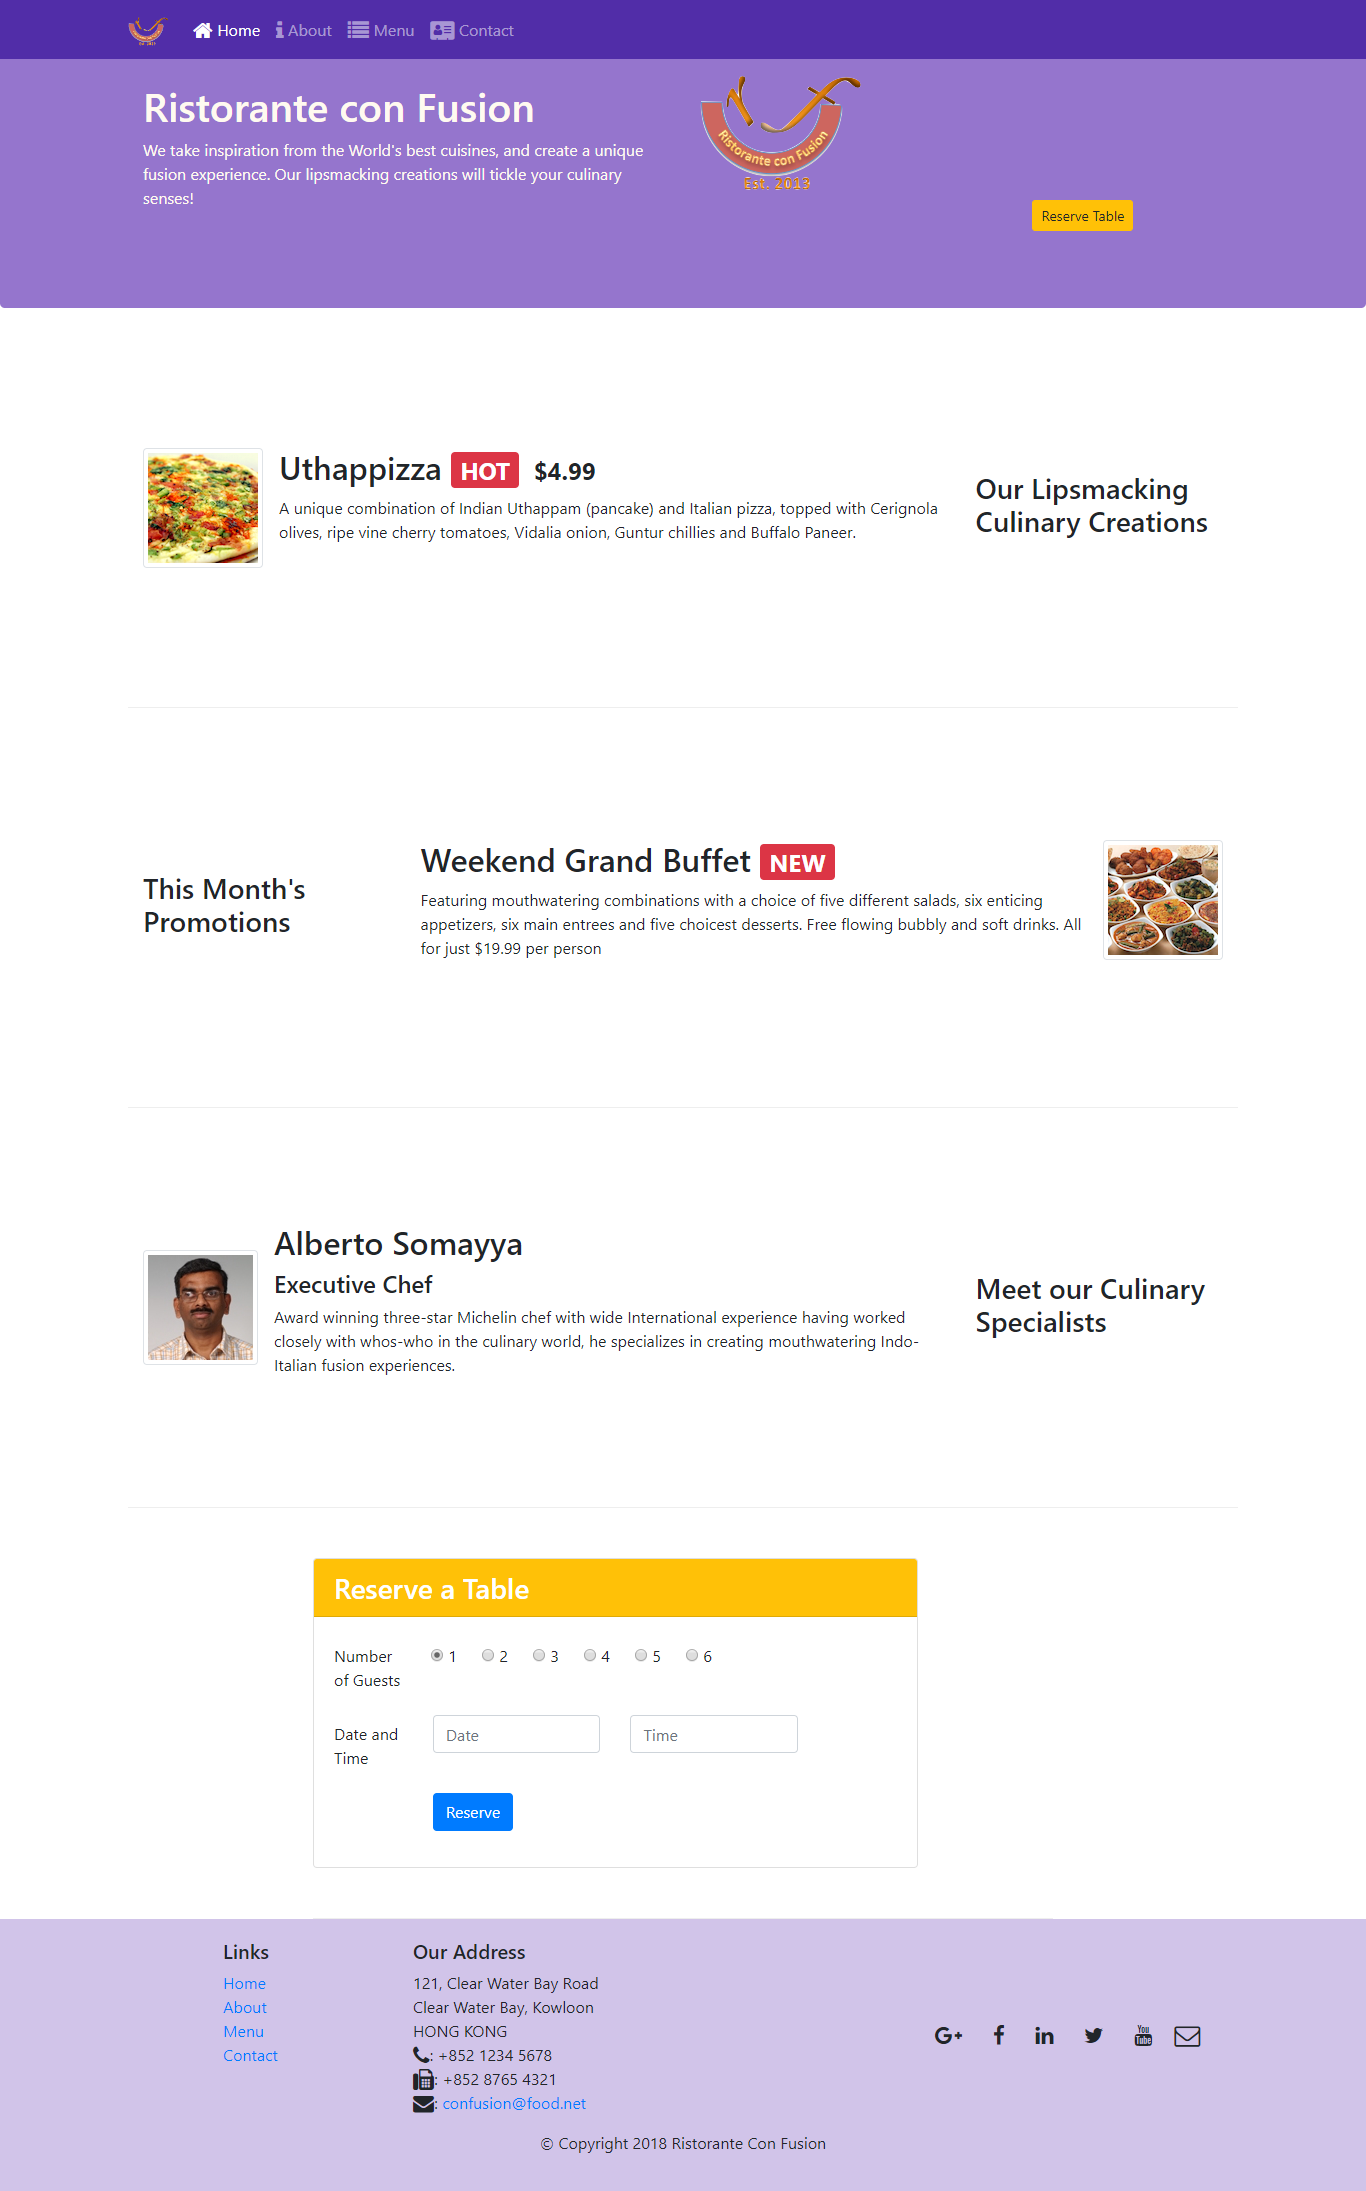 Home About Menu Contact
Ristorante con Fusion
We take inspiration from the World's best cuisines, and create a unique
fusion experience. Our lipsmacking creations will tickle your culinary
senses!
Ristorante con Fusion
Est. 2013
Reserve Table
Uthappizza HOT $4.99
A unique combination of Indian Uthappam (pancake) and Italian pizza, topped with Cerignola
olives, ripe vine cherry tomatoes, Vidalia onion, Guntur chillies and Buffalo Paneer.
Our Lipsmacking
Culinary Creations
This Month's
Promotions
Weekend Grand Buffet NEW
Featuring mouthwatering combinations with a choice of five different salads, six enticing
appetizers, six main entrees and five choicest desserts. Free flowing bubbly and soft drinks. All
for just $19.99 per person
Alberto Somayya
Executive Chef
Award winning three-star Michelin chef with wide International experience having worked
closely with whos-who in the culinary world, he specializes in creating mouthwatering Indo-
Italian fusion experiences.
Meet our Culinary
Specialists
Reserve a Table
Number
of Guests
1 2 3 4 5 6
Date and
Time
Date Time
Reserve
Links
Home
About
Menu
Contact
Our Address
121, Clear Water Bay Road
Clear Water Bay, Kowloon
HONG KONG
: +852 1234 5678
: +852 8765 4321
: confusion@food.net
G+ f in You Tube
© Copyright 2018 Ristorante Con Fusion